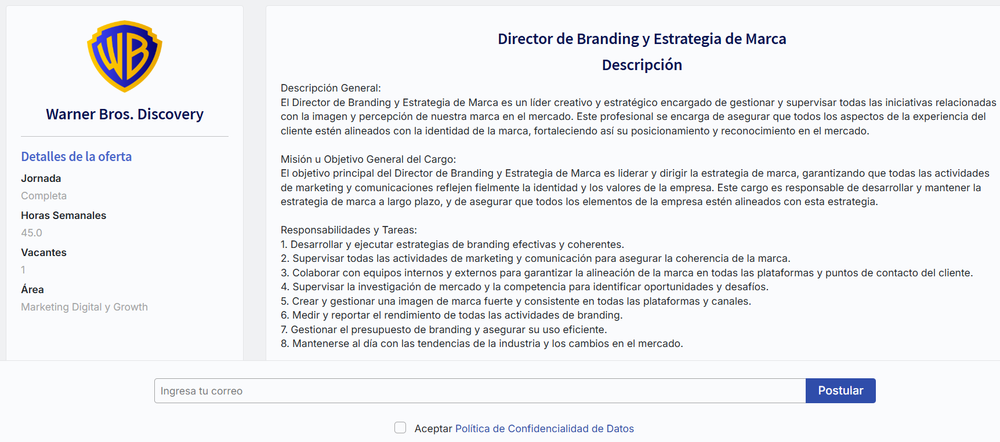 WB
Warner Bros. Discovery
Detalles de la oferta
Jornada
Completa
Horas Semanales
45.0
Vacantes
1
Área
Marketing Digital y Growth
Director de Branding y Estrategia de Marca
Descripción
Descripción General:
El Director de Branding y Estrategia de Marca es un líder creativo y estratégico encargado de gestionar y supervisar todas las iniciativas relacionadas
con la imagen y percepción de nuestra marca en el mercado. Este profesional se encarga de asegurar que todos los aspectos de la experiencia del
cliente estén alineados con la identidad de la marca, fortaleciendo así su posicionamiento y reconocimiento en el mercado.
Misión u Objetivo General del Cargo:
El objetivo principal del Director de Branding y Estrategia de Marca es liderar y dirigir la estrategia de marca, garantizando que todas las actividades
de marketing y comunicaciones reflejen fielmente la identidad y los valores de la empresa. Este cargo es responsable de desarrollar y mantener la
estrategia de marca a largo plazo, y de asegurar que todos los elementos de la empresa estén alineados con esta estrategia.
Responsabilidades y Tareas:
1. Desarrollar y ejecutar estrategias de branding efectivas y coherentes.
2. Supervisar todas las actividades de marketing y comunicación para asegurar la coherencia de la marca.
3. Colaborar con equipos internos y externos para garantizar la alineación de la marca en todas las plataformas y puntos de contacto del cliente.
4. Supervisar la investigación de mercado y la competencia para identificar oportunidades y desafíos.
5. Crear y gestionar una imagen de marca fuerte y consistente en todas las plataformas y canales.
6. Medir y reportar el rendimiento de todas las actividades de branding.
7. Gestionar el presupuesto de branding y asegurar su uso eficiente.
8. Mantenerse al día con las tendencias de la industria y los cambios en el mercado.
Ingresa tu correo
Postular
Aceptar Política de Confidencialidad de Datos